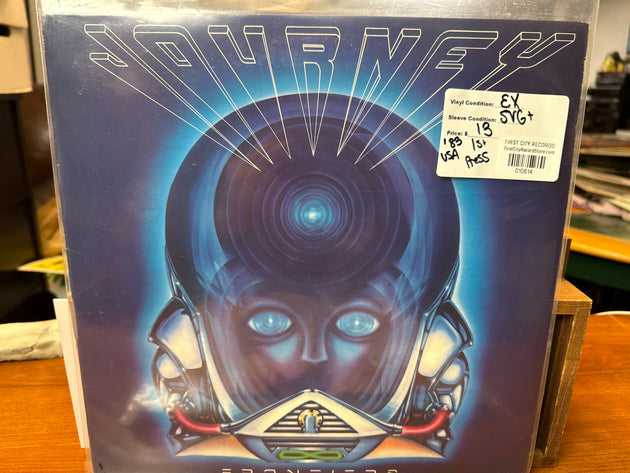 JOURNEY
Vinyl Condition: EX
Sleeve Condition: SVG+
Price: $ 13
'83 1st
USA Press
FIRST CITY RECORDS
FirstCityRecordStore.com
010614
FRONTIERS